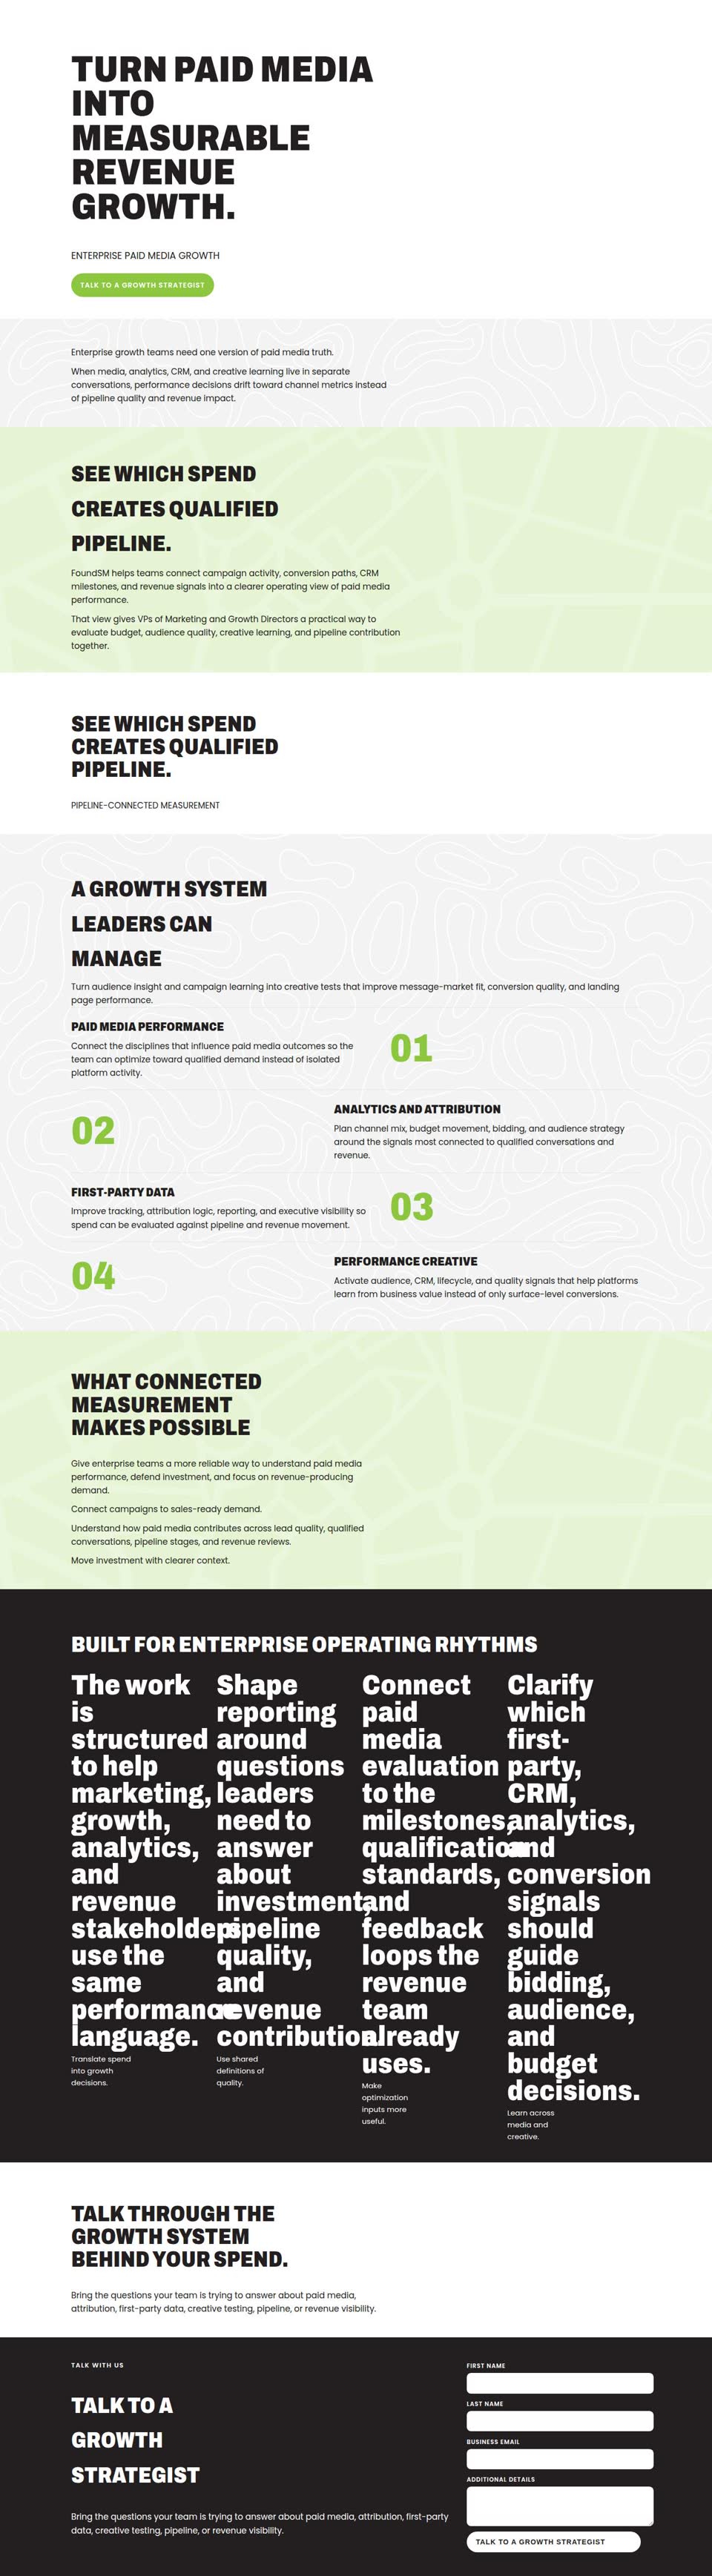 TURN PAID MEDIA
INTO
MEASURABLE
REVENUE
GROWTH.
ENTERPRISE PAID MEDIA GROWTH
TALK TO A GROWTH STRATEGIST
Enterprise growth teams need one version of paid media truth.
When media, analytics, CRM, and creative learning live in separate
conversations, performance decisions drift toward channel metrics instead
of pipeline quality and revenue impact.
SEE WHICH SPEND
CREATES QUALIFIED
PIPELINE.
FoundSM helps teams connect campaign activity, conversion paths, CRM
milestones, and revenue signals into a clearer operating view of paid media
performance.
That view gives VPs of Marketing and Growth Directors a practical way to
evaluate budget, audience quality, creative learning, and pipeline contribution
together.
SEE WHICH SPEND
CREATES QUALIFIED
PIPELINE.
PIPELINE-CONNECTED MEASUREMENT
A GROWTH SYSTEM
LEADERS CAN
MANAGE
Turn audience insight and campaign learning into creative tests that improve message-market fit, conversion quality, and landing
page performance.
PAID MEDIA PERFORMANCE
Connect the disciplines that influence paid media outcomes so the
team can optimize toward qualified demand instead of isolated
platform activity.
01
02
ANALYTICS AND ATTRIBUTION
Plan channel mix, budget movement, bidding, and audience strategy
around the signals most connected to qualified conversations and
revenue.
FIRST-PARTY DATA
Improve tracking, attribution logic, reporting, and executive visibility so
spend can be evaluated against pipeline and revenue movement.
03
04
PERFORMANCE CREATIVE
Activate audience, CRM, lifecycle, and quality signals that help platforms
learn from business value instead of only surface-level conversions.
WHAT CONNECTED
MEASUREMENT
MAKES POSSIBLE
Give enterprise teams a more reliable way to understand paid media
performance, defend investment, and focus on revenue-producing
demand.
Connect campaigns to sales-ready demand.
Understand how paid media contributes across lead quality, qualified
conversations, pipeline stages, and revenue reviews.
Move investment with clearer context.
BUILT FOR ENTERPRISE OPERATING RHYTHMS
The work
is
structured
to help
marketing,
growth,
analytics,
and
revenue
stakeholders
use the
same
performance
language.
Translate spend
into growth
decisions.
Shape
reporting
around
questions
leaders
need to
answer
about
investment,
pipeline
quality,
and
revenue
contribution.
Use shared
definitions of
quality.
Connect
paid
media
evaluation
to the
milestones,
qualification
standards,
and
feedback
loops the
revenue
team
already
uses.
Make
optimization
inputs more
useful.
Clarify
which
first-
party,
CRM,
analytics,
and
conversion
signals
should
guide
bidding,
audience,
and
budget
decisions.
Learn across
media and
creative.
TALK THROUGH THE
GROWTH SYSTEM
BEHIND YOUR SPEND.
Bring the questions your team is trying to answer about paid media,
attribution, first-party data, creative testing, pipeline, or revenue visibility.
TALK WITH US
TALK TO A
GROWTH
STRATEGIST
Bring the questions your team is trying to answer about paid media, attribution, first-party
data, creative testing, pipeline, or revenue visibility.
FIRST NAME
LAST NAME
BUSINESS EMAIL
ADDITIONAL DETAILS
TALK TO A GROWTH STRATEGIST